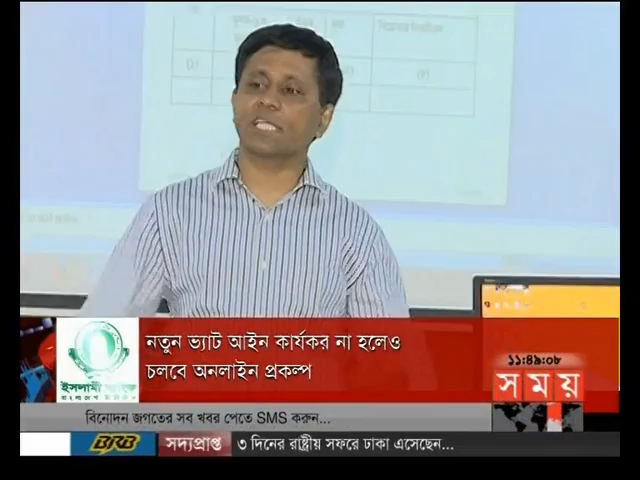 নতুন ভ্যাট আইন কার্যকর না হলেও
চলবে অনলাইন প্রকল্প
ইসলামী
১১:৪৯:০৮
সময়
বিনোদন জগতের সব খবর পেতে SMS করুন...
BRB
সদ্যপ্রাপ্ত
৩ দিনের রাষ্ট্রীয় সফরে ঢাকা এসেছেন...